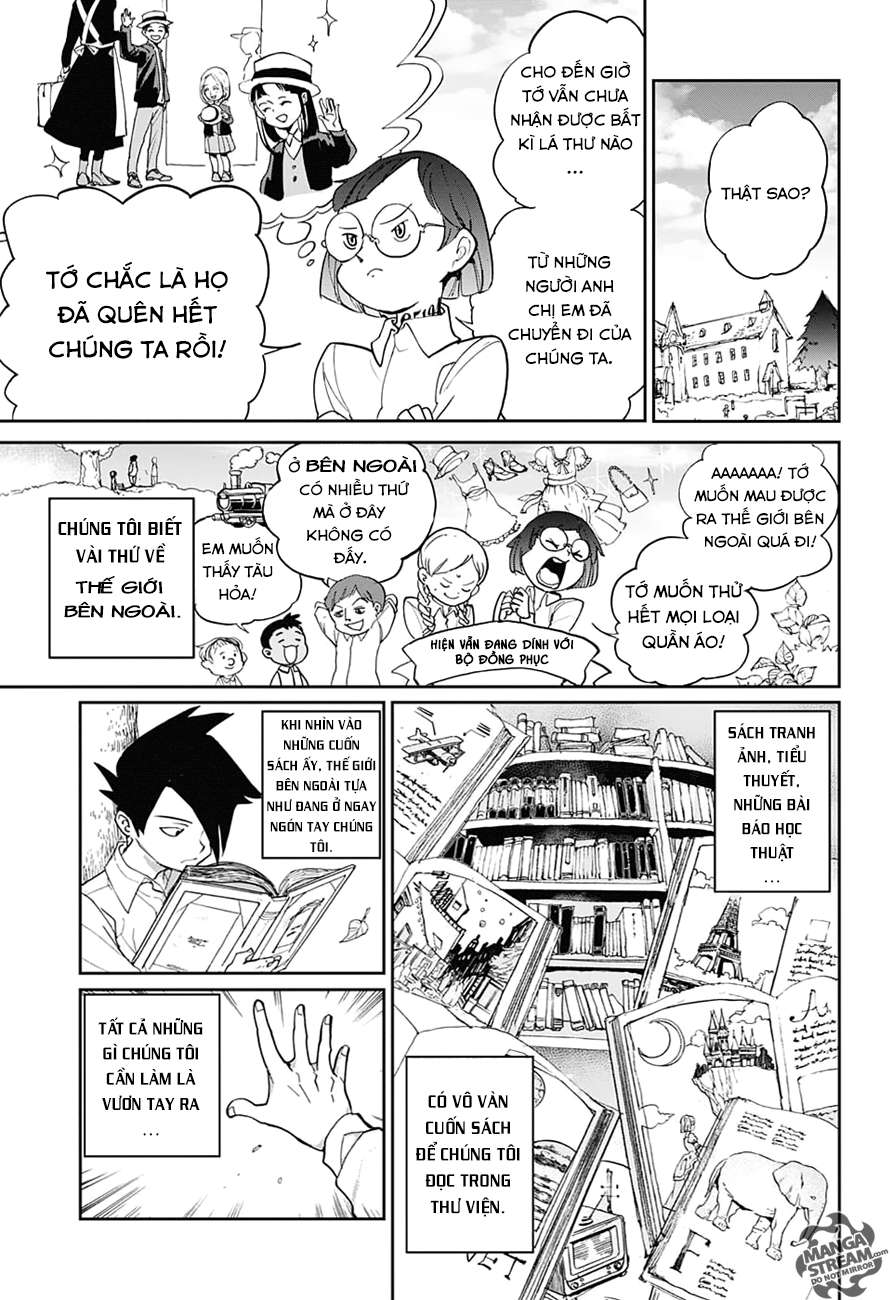 THẬT SAO?
CHO ĐẾN GIỜ
TỚ VẪN CHƯA
NHẬN ĐƯỢC BẤT
KÌ LÁ THƯ NÀO
...
TỪ NHỮNG
NGƯỜI ANH
CHỊ EM ĐÃ
CHUYỂN ĐI CỦA
CHÚNG TA.
TỚ CHẮC LÀ HỌ
ĐÃ QUÊN HẾT
CHÚNG TA RỒI!
AAAAAAA! TỚ
MUỐN MAU ĐƯỢC
RA THẾ GIỚI BÊN
NGOÀI QUÁ ĐI!
TỚ MUỐN THỬ
HẾT MỌI LOẠI
QUẦN ÁO!
HIỆN VẪN ĐANG DÍNH VỚI
BỘ ĐỒNG PHỤC
Ở BÊN NGOÀI
CÓ NHIỀU THỨ
MÀ Ở ĐÂY
KHÔNG CÓ
ĐẤY.
EM MUỐN
THẤY TÀU
HỎA!
CHÚNG TÔI BIẾT
VÀI THỨ VỀ
THẾ GIỚI
BÊN NGOÀI.
SÁCH TRANH
ẢNH, TIỂU
THUYẾT,
NHỮNG BÀI
BÁO HỌC
THUẬT
...
CÓ VÔ VÀN
CUỐN SÁCH
ĐỂ CHÚNG TÔI
ĐỌC TRONG
THƯ VIỆN.
KHI NHÌN VÀO
NHỮNG CUỐN
SÁCH ẤY, THẾ GIỚI
BÊN NGOÀI TỰA
NHƯ ĐANG Ở NGAY
NGÓN TAY CHÚNG
TÔI.
TẤT CẢ NHỮNG
GÌ CHÚNG TÔI
CẦN LÀM LÀ
VƯƠN TAY RA
...
A
F
MANGA
STREAM.com
DO NOT MIRROR!